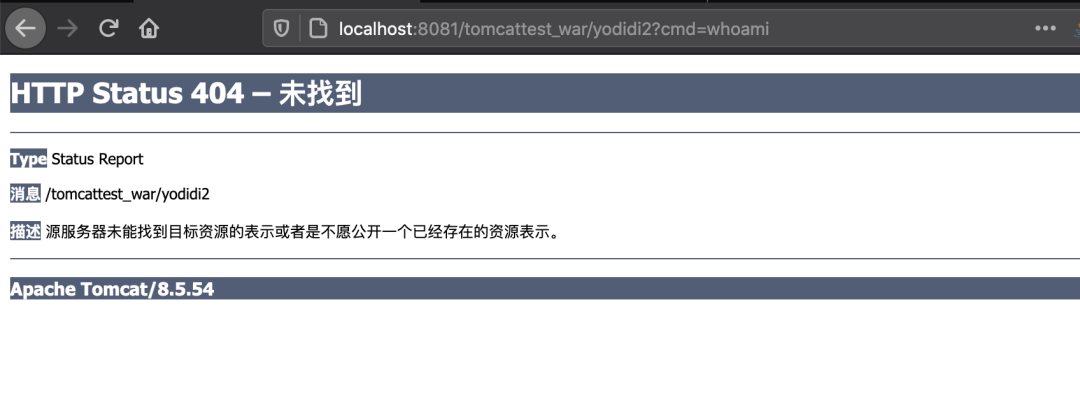 localhost:8081/tomcattest_war/yodidi2?cmd=whoami
HTTP Status 404 – 未找到
Type Status Report
消息 /tomcattest_war/yodidi2
描述 源服务器未能找到目标资源的表示或者是不愿公开一个已经存在的资源表示。
Apache Tomcat/8.5.54